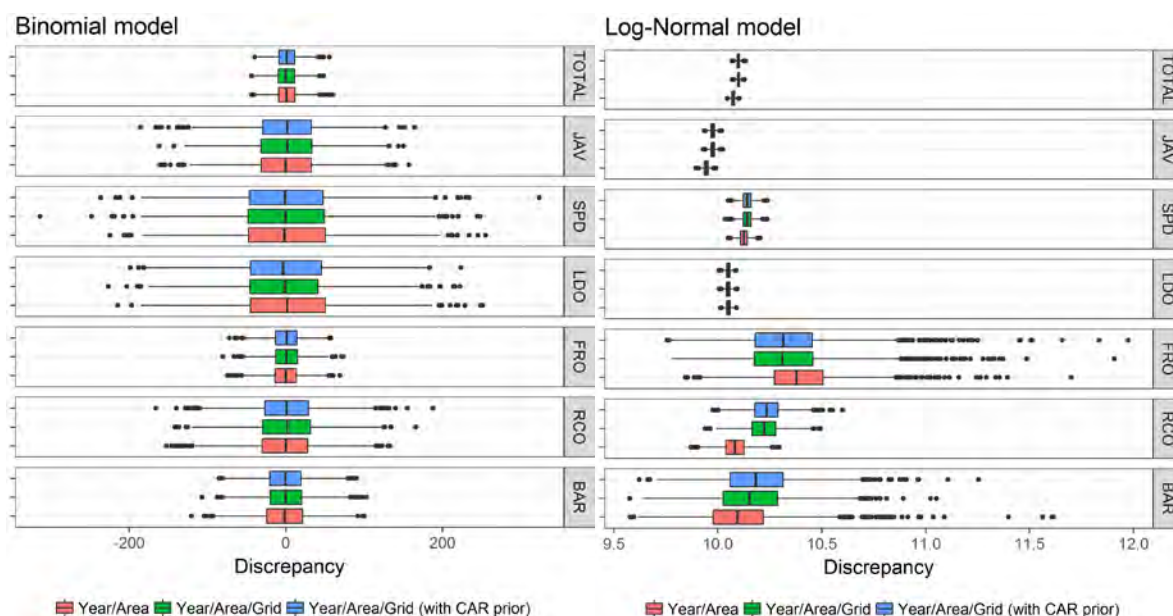 Binomial model
TOTAL
JAV
SPD
LDO
FRO
RCO
BAR
-200 0 200
Discrepancy
Year/Area Year/Area/Grid Year/Area/Grid (with CAR prior)
Log-Normal model
TOTAL
JAV
SPD
LDO
FRO
RCO
BAR
9.5 10.0 10.5 11.0 11.5 12.0
Discrepancy
Year/Area Year/Area/Grid Year/Area/Grid (with CAR prior)